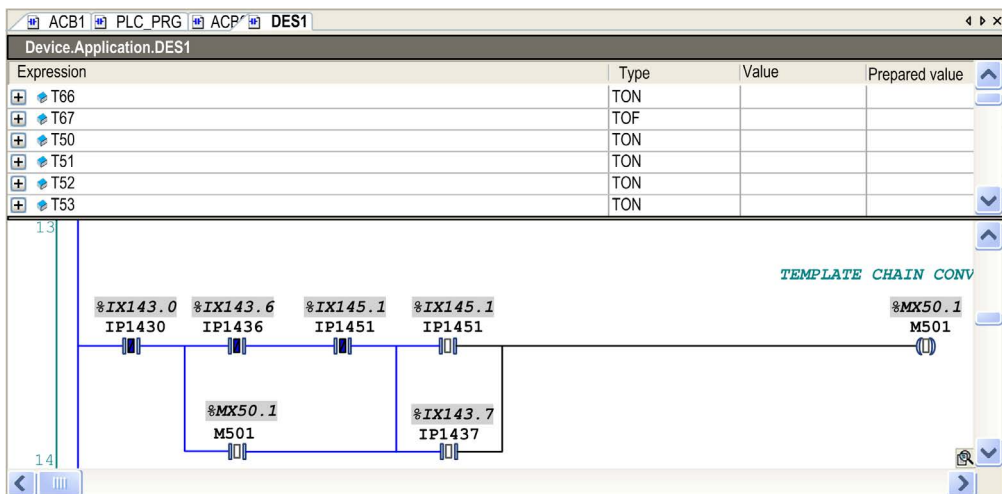 ACB1 PLC_PRG DES1
Device.Application.DES1
Expression Type Value Prepared value
T66 TON
T67 TOF
T50 TON
T51 TON
T52 TON
T53 TON
13
TEMPLATE CHAIN CONV
%IX143.0 %IX143.6 %IX145.1 %IX145.1 %MX50.1
IP1430 IP1436 IP1451 IP1451 M501
%MX50.1 %IX143.7
M501 IP1437
14